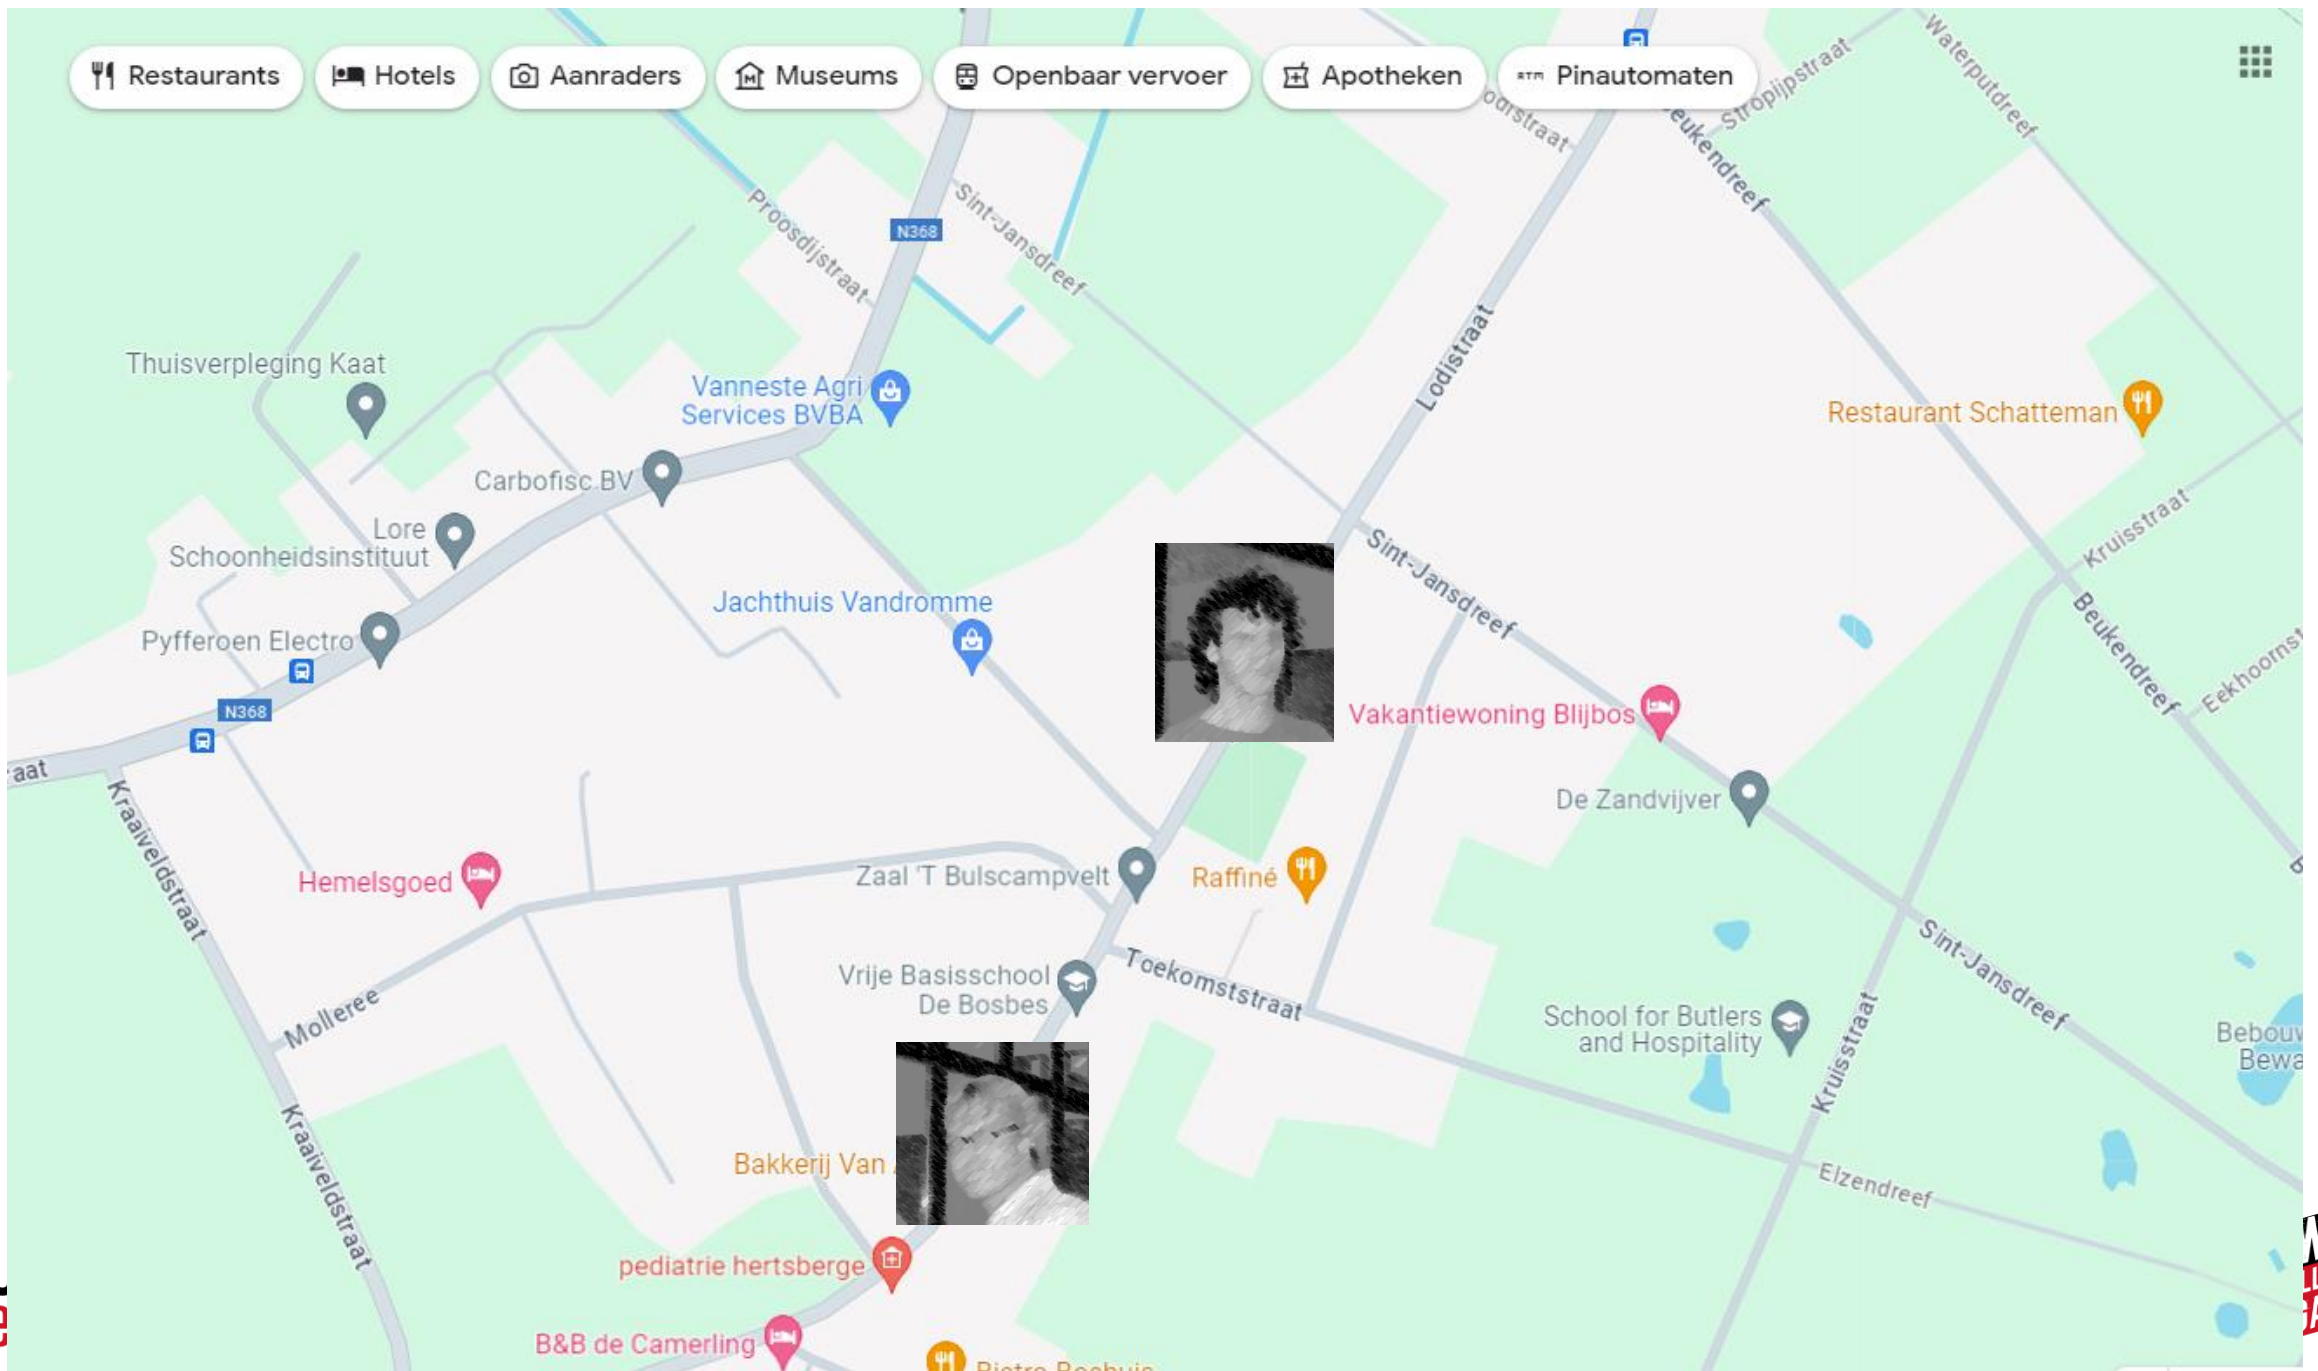 Restaurants
Hotels
Aanraders
Museums
Openbaar vervoer
Apotheken
Pinautomaten
Stropijpstraat
Waterputdreef
Beukendreef
Proosdijstraat
Sint-Jansdreef
N368
Lodistraat
Thuisverpleging Kaat
Vanneste Agri
Services BVBA
Restaurant Schatteman
Carbofisc BV
Lore
Schoonheidsinstituut
Kruisstraat
Sint-Jansdreef
Jachthuis Vandromme
Pyfferoen Electro
Beukendreef
N368
Vakantiewoning Blijbos
aat
De Zandvijver
Kraaiveldstraat
Hemelsgoed
Zaal 'T Bulscampvelt
Raffiné
Vrije Basisschool
De Bosbes
Toekomststraat
Sint-Jansdreef
Molleree
School for Butlers
and Hospitality
Kruisstraat
Bakkerij Van
Kraaiveldstraat
Elzendreef
pediatrie hertsberge
B&B de Camerling